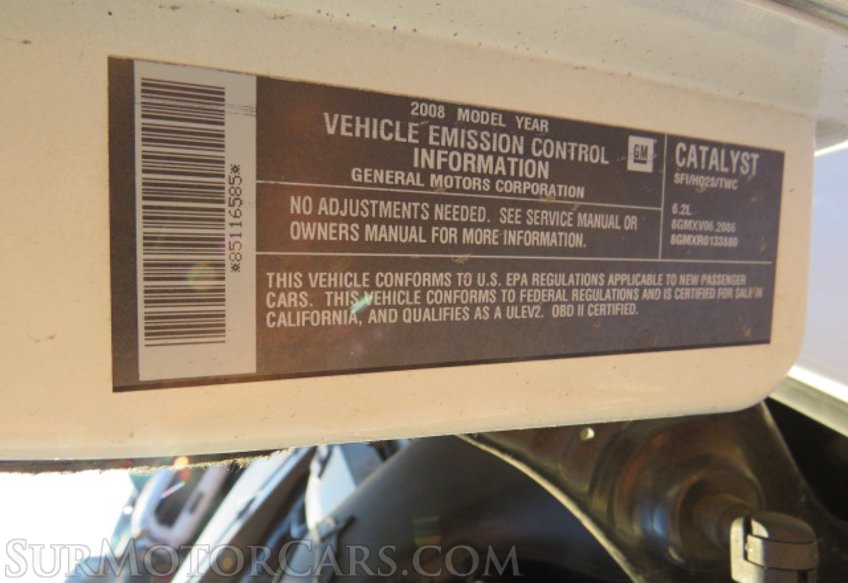 *85116585*
2008 MODEL YEAR
VEHICLE EMISSION CONTROL
INFORMATION
GENERAL MOTORS CORPORATION
GM
CATALYST
SFI/HO2S/TWC
6.2L
8GMXV06.2086
8GMXR0133880
NO ADJUSTMENTS NEEDED. SEE SERVICE MANUAL OR
OWNERS MANUAL FOR MORE INFORMATION.
THIS VEHICLE CONFORMS TO U.S. EPA REGULATIONS APPLICABLE TO NEW PASSENGER
CARS. THIS VEHICLE CONFORMS TO FEDERAL REGULATIONS AND IS CERTIFIED FOR SALE IN
CALIFORNIA, AND QUALIFIES AS A ULEV2. OBD II CERTIFIED.
SURMOTORCARS.COM